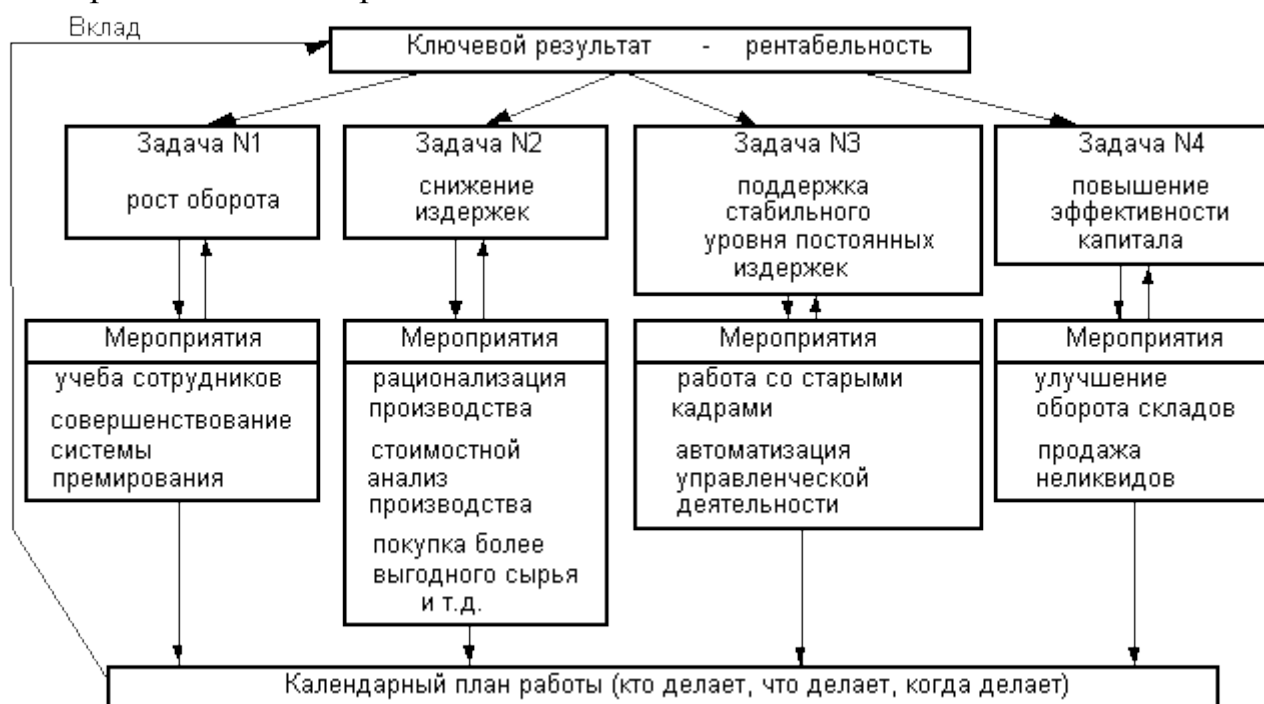 Вклад
Ключевой результат - рентабельность
Задача N1
рост оборота
Задача N2
снижение
издержек
Задача N3
поддержка
стабильного
уровня постоянных
издержек
Задача N4
повышение
эффективности
капитала
Мероприятия
учеба сотрудников
совершенствование
системы
премирования
Мероприятия
рационализация
производства
стоимостной
анализ
производства
покупка более
выгодного сырья
и т.д.
Мероприятия
работа со старыми
кадрами
автоматизация
управленческой
деятельности
Мероприятия
улучшение
оборота складов
продажа
неликвидов
Календарный план работы (кто делает, что делает, когда делает)